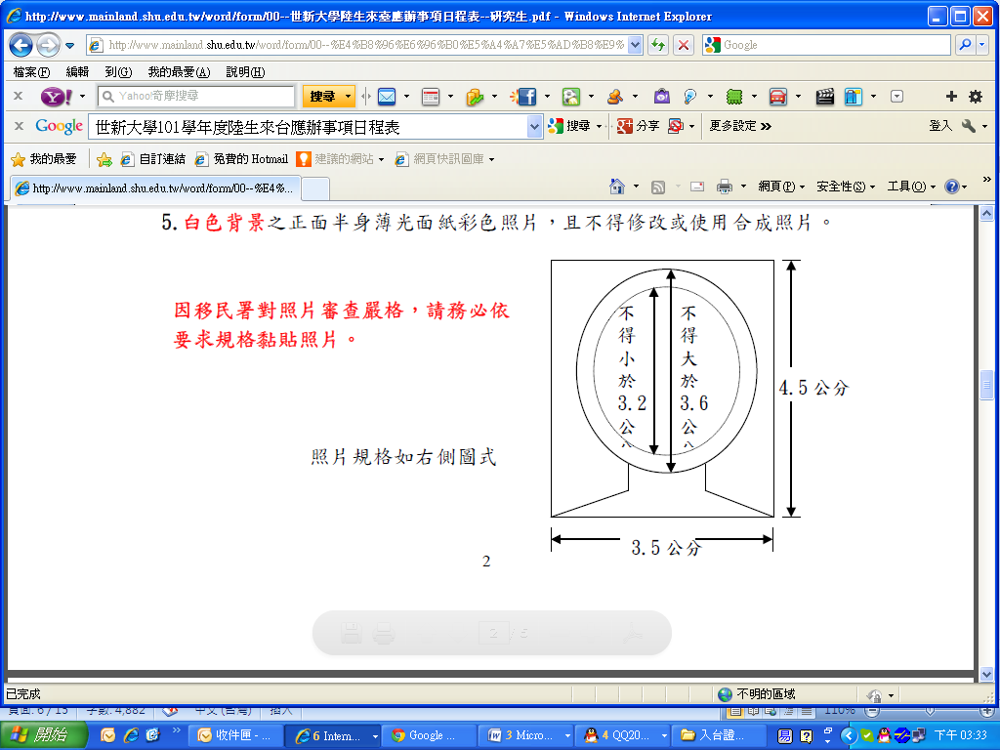 http://www.mainland.shu.edu.tw/word/form/00--世新大學陸生來臺應辦事項日程表--研究生.pdf - Windows Internet Explorer
http://www.mainland.shu.edu.tw/word/form/00--%E4%B8%96%E6%96%B0%E5%A4%A7%E5%AD%B8%E9%
Google
檔案(F) 編輯 到(G) 我的最愛(A) 說明(H)
Y! Yahoo!奇摩搜尋 搜尋
Google 世新大學101學年度陸生來台應辦事項日程表 搜尋 分享 更多設定 » 登入
我的最愛 自訂連結 免費的 Hotmail 建議的網站 網頁快訊圖庫
http://www.mainland.shu.edu.tw/word/form/00--%E4%... 網頁(P) 安全性(S) 工具(O)
5.白色背景之正面半身薄光面紙彩色照片，且不得修改或使用合成照片。
因移民署對照片審查嚴格，請務必依
要求規格黏貼照片。
不得小於3.2公
不得大於3.6公
4.5公分
照片規格如右側圖式
3.5公分
2
2 / 5
已完成 不明的區域
頁面: 6 / 15 字數: 4,882 中文 (台灣) 插入 110%
開始 收件匣 - ... 6 Intern... Google ... 3 Micro... 4 QQ20... 入台證... 下午 03:33